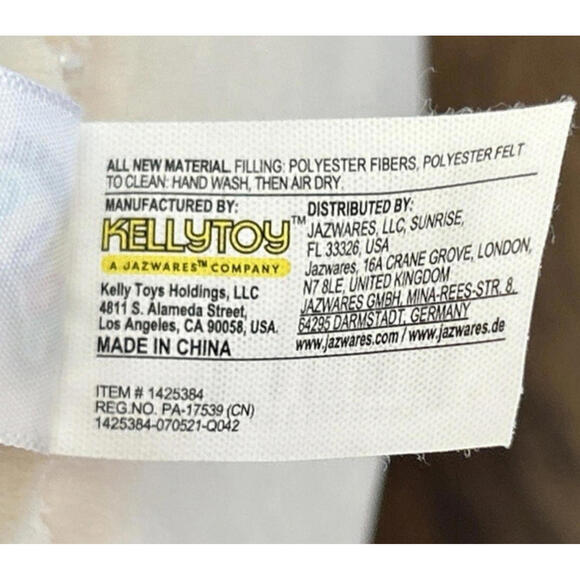 ALL NEW MATERIAL. FILLING: POLYESTER FIBERS, POLYESTER FELT
TO CLEAN: HAND WASH, THEN AIR DRY.
MANUFACTURED BY:
KELLYTOY™
A JAZWARES™ COMPANY
Kelly Toys Holdings, LLC
4811 S. Alameda Street,
Los Angeles, CA 90058, USA.
MADE IN CHINA
DISTRIBUTED BY:
JAZWARES, LLC, SUNRISE,
FL 33326, USA
Jazwares, 16A CRANE GROVE, LONDON,
N7 8LE, UNITED KINGDOM
JAZWARES GMBH, MINA-REES-STR. 8,
64295 DARMSTADT, GERMANY
www.jazwares.com / www.jazwares.de
ITEM # 1425384
REG.NO. PA-17539 (CN)
1425384-070521-Q042